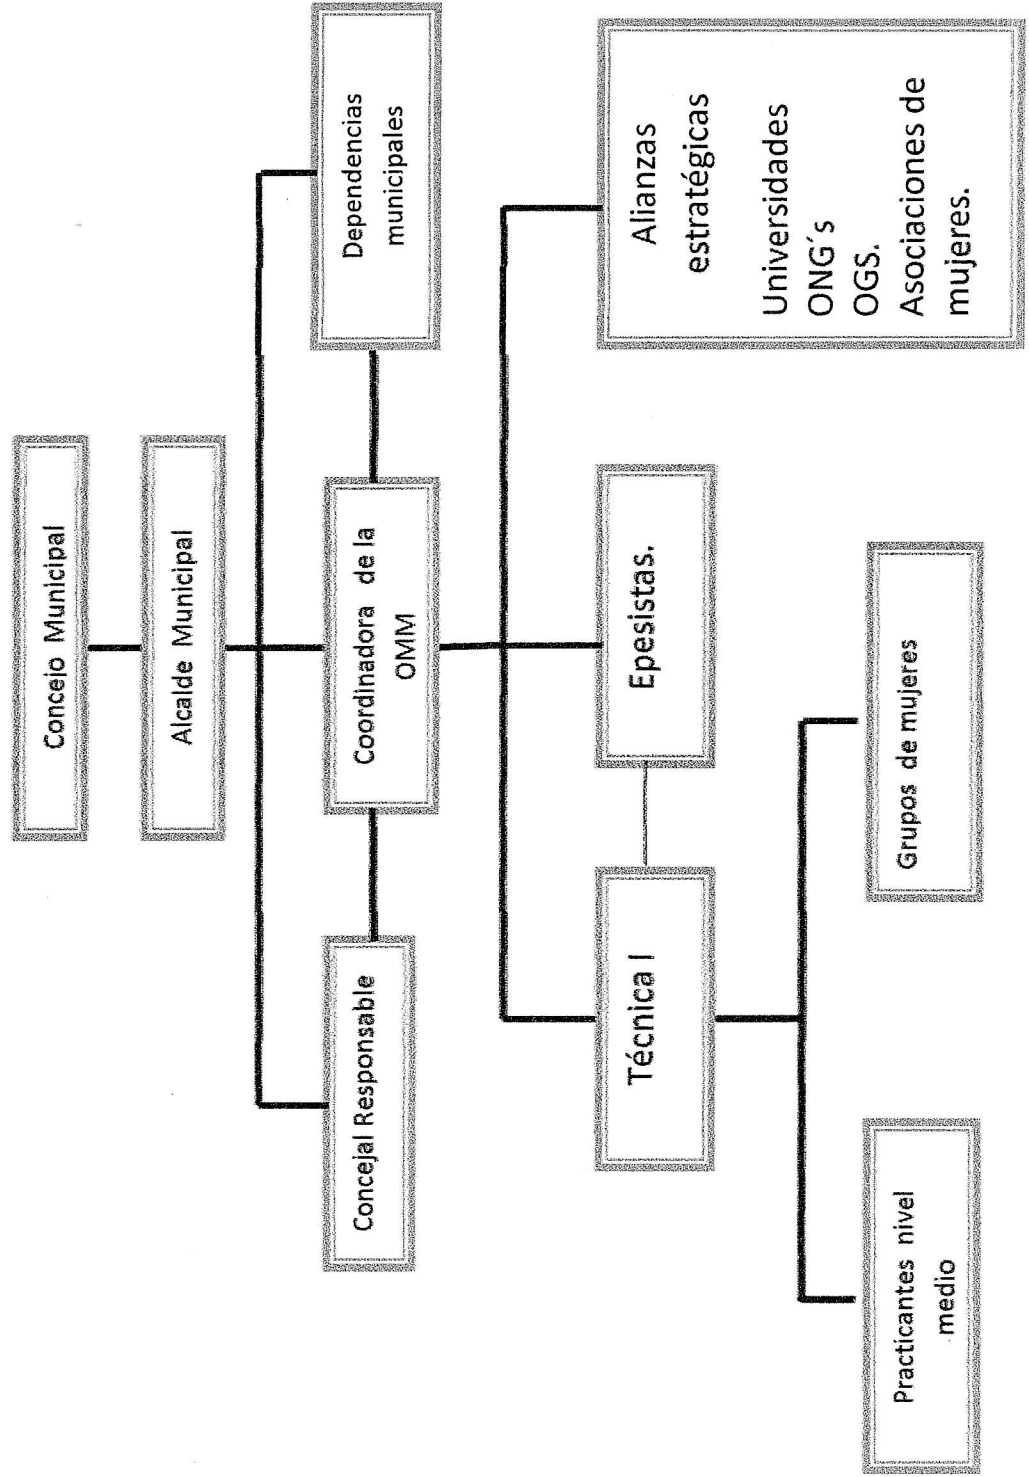 Conceio Municipal
Alcalde Municipal
Concejal Responsable
Coordinadora de la
OMM
Dependencias
municipales
Técnica I
Epesistas.
Alianzas
estratégicas
Universidades
ONG´s
OGS.
Asociaciones de
mujeres.
Practicantes nivel
medio
Grupos de mujeres